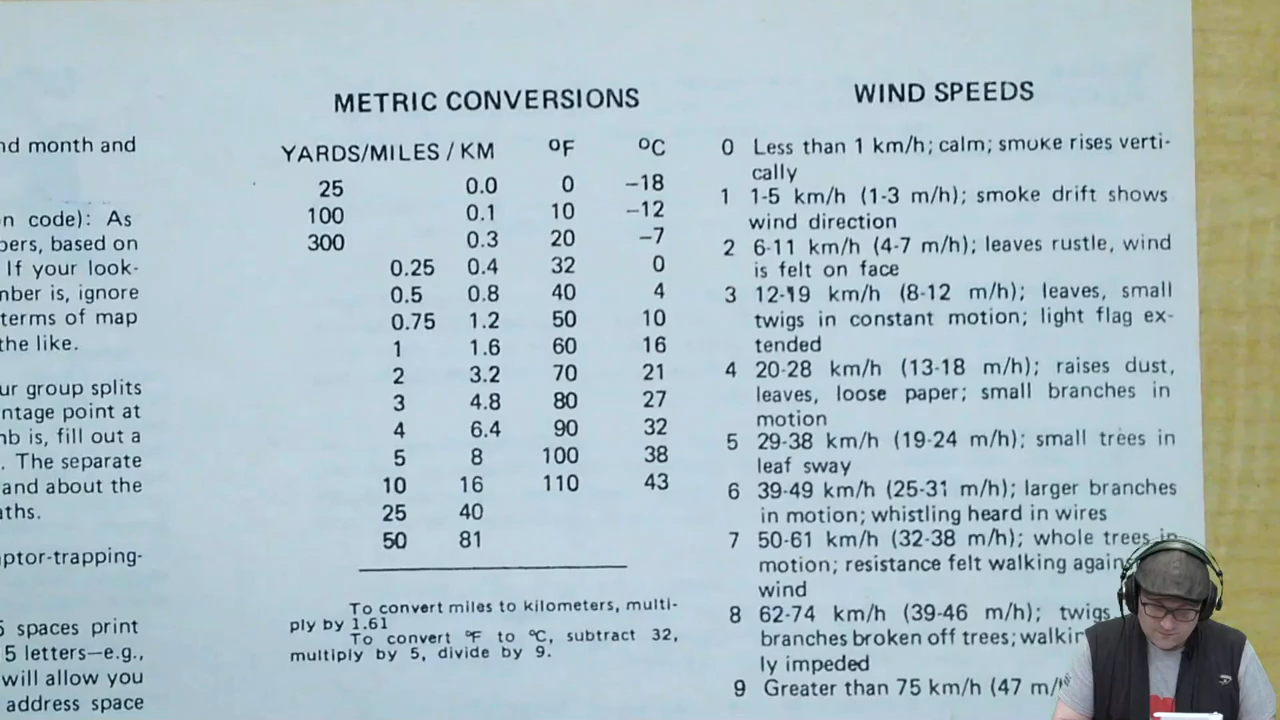 nd month and
n code): As
bers, based on
If your look-
mber is, ignore
terms of map
the like.
ur group splits
ntage point at
mb is, fill out a
. The separate
and about the
aths.
aptor-trapping-
5 spaces print
5 letters—e.g.,
will allow you
address space
METRIC CONVERSIONS
YARDS/MILES / KM °F °C
25 0.0 0 −18
100 0.1 10 −12
300 0.3 20 −7
0.25 0.4 32 0
0.5 0.8 40 4
0.75 1.2 50 10
1 1.6 60 16
2 3.2 70 21
3 4.8 80 27
4 6.4 90 32
5 8 100 38
10 16 110 43
25 40
50 81
To convert miles to kilometers, multi-
ply by 1.61
To convert °F to °C, subtract 32,
multiply by 5, divide by 9.
WIND SPEEDS
0 Less than 1 km/h; calm; smoke rises verti-
cally
1 1-5 km/h (1-3 m/h); smoke drift shows
wind direction
2 6-11 km/h (4-7 m/h); leaves rustle, wind
is felt on face
3 12-19 km/h (8-12 m/h); leaves, small
twigs in constant motion; light flag ex-
tended
4 20-28 km/h (13-18 m/h); raises dust,
leaves, loose paper; small branches in
motion
5 29-38 km/h (19-24 m/h); small trees in
leaf sway
6 39-49 km/h (25-31 m/h); larger branches
in motion; whistling heard in wires
7 50-61 km/h (32-38 m/h); whole trees in
motion; resistance felt walking again
wind
8 62-74 km/h (39-46 m/h); twigs
branches broken off trees; walkin
ly impeded
9 Greater than 75 km/h (47 m/